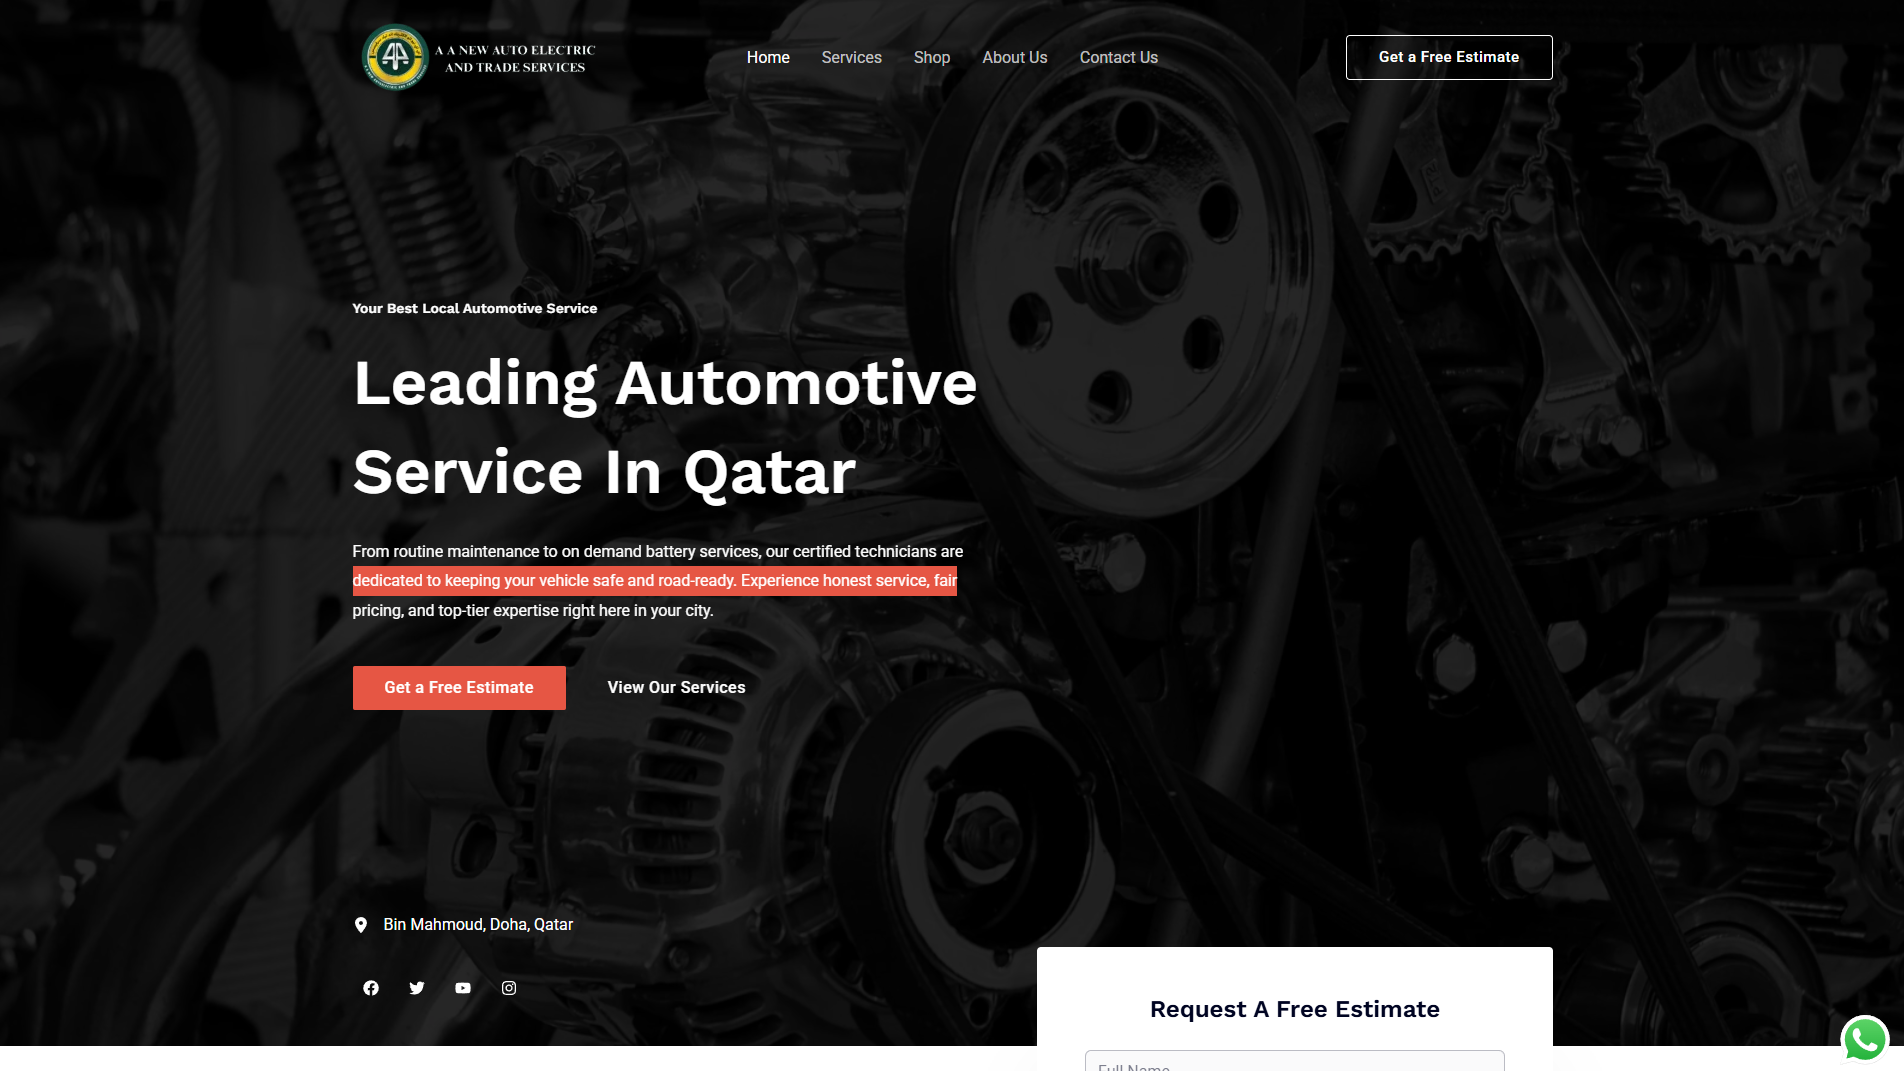 A A NEW AUTO ELECTRIC
AND TRADE SERVICES
Home
Services
Shop
About Us
Contact Us
Get a Free Estimate
Your Best Local Automotive Service
Leading Automotive
Service In Qatar
From routine maintenance to on demand battery services, our certified technicians are
dedicated to keeping your vehicle safe and road-ready. Experience honest service, fair
pricing, and top-tier expertise right here in your city.
Get a Free Estimate
View Our Services
Bin Mahmoud, Doha, Qatar
Request A Free Estimate
Full Name